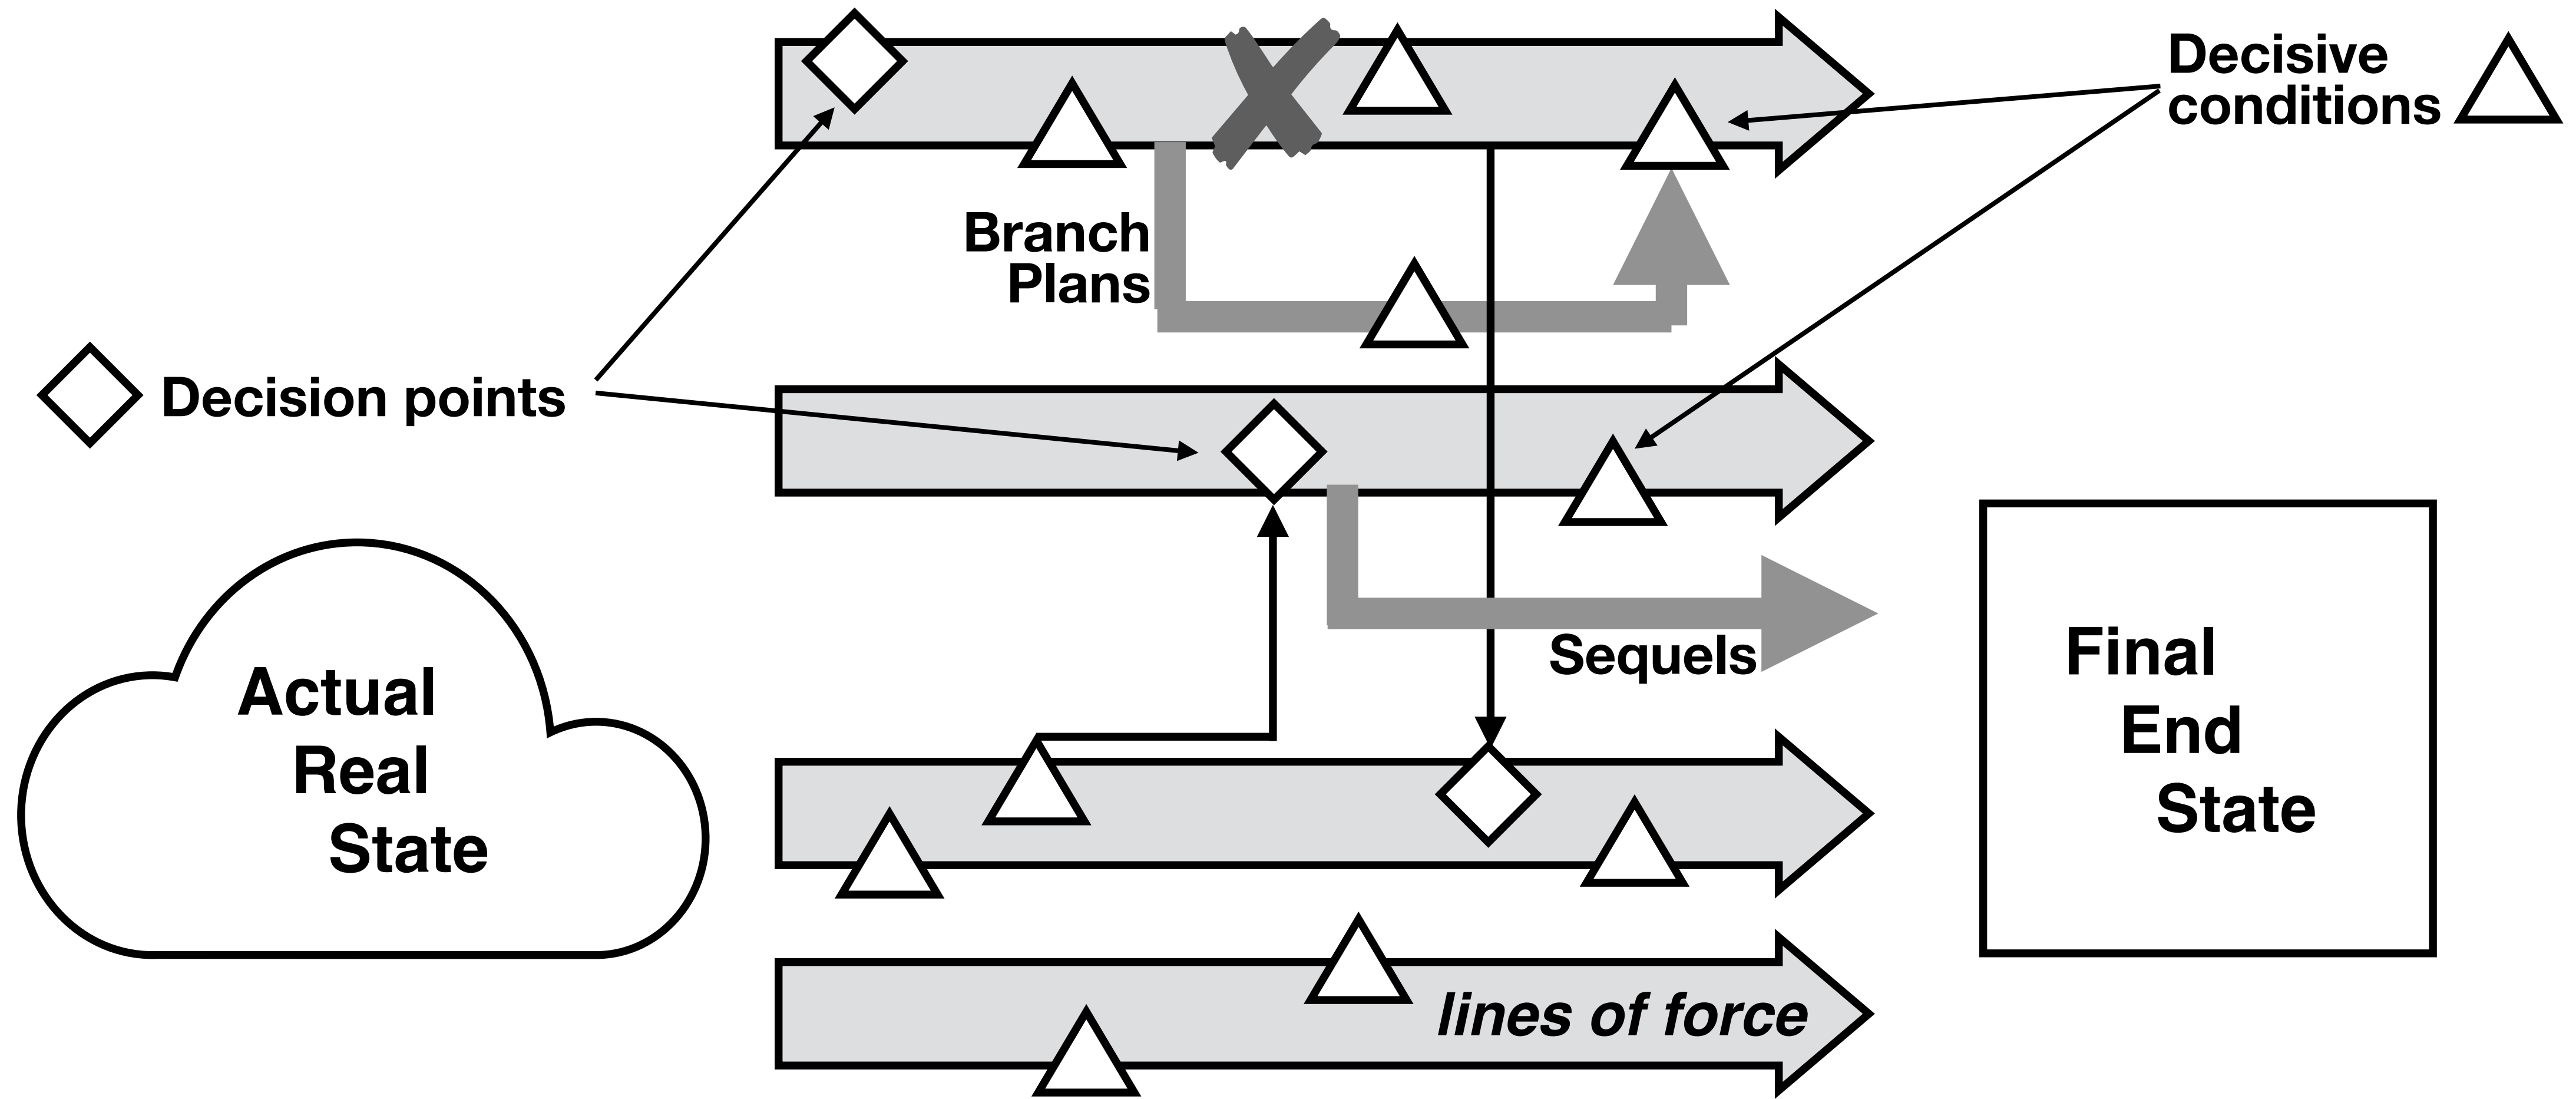 Decisive
conditions
Branch
Plans
Decision points
Sequels
Actual
Real
State
Final
End
State
lines of force